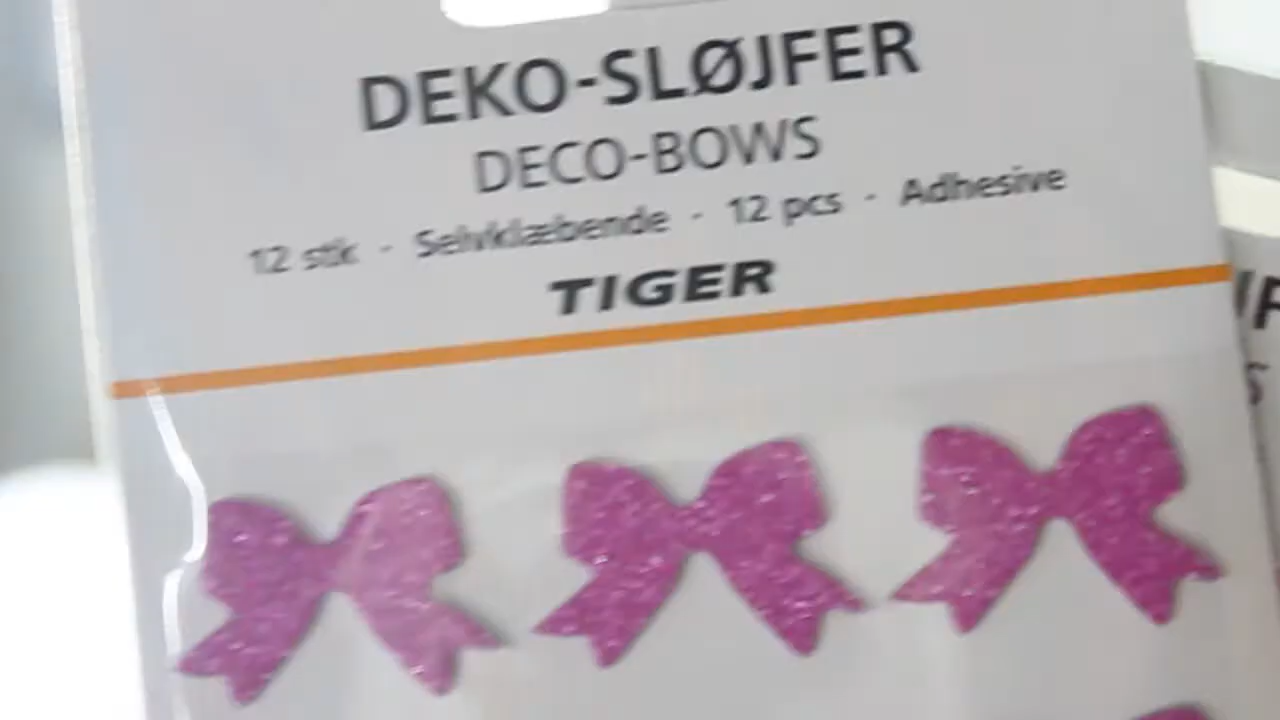 DEKO-SLØJFER
DECO-BOWS
12 stk · Selvklæbende · 12 pcs · Adhesive
TIGER